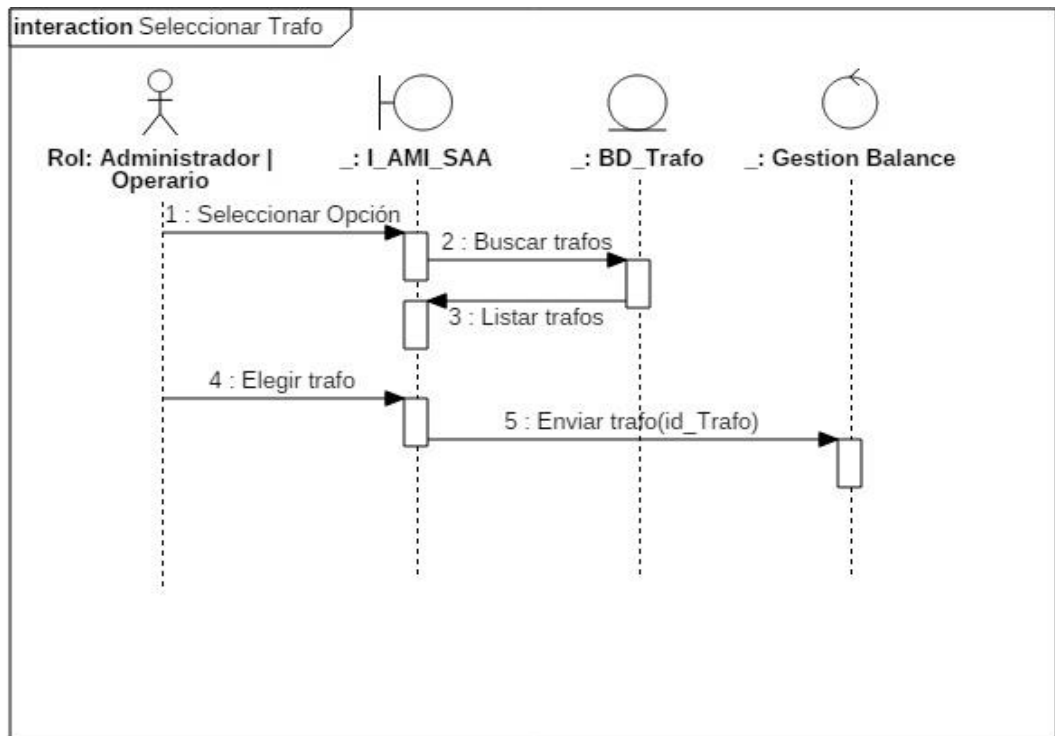 interaction Seleccionar Trafo
Rol: Administrador |
Operario
_: I_AMI_SAA
_: BD_Trafo
_: Gestion Balance
1 : Seleccionar Opción
2 : Buscar trafos
3 : Listar trafos
4 : Elegir trafo
5 : Enviar trafo(id_Trafo)